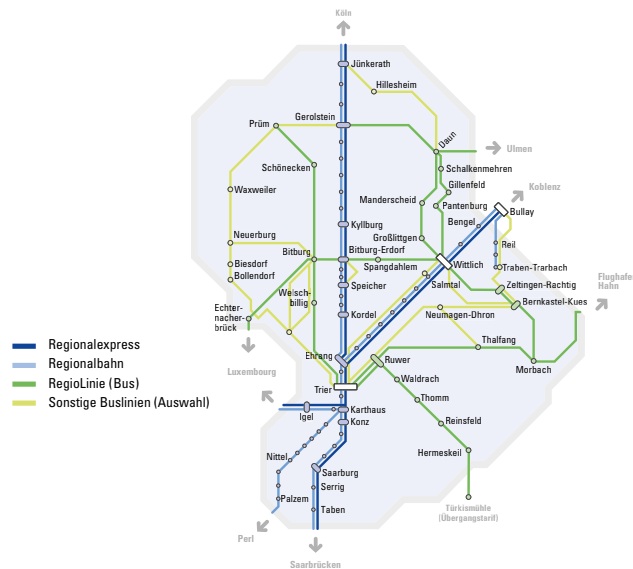 Köln
Jünkerath
Hillesheim
Gerolstein
Prüm
Daun
Ulmen
Schönecken
Schalkenmehren
Gillenfeld
Koblenz
Waxweiler
Manderscheid
Pantenburg
Bengel
Bullay
Kyllburg
Neuerburg
Großlittgen
Reil
Bitburg
Bitburg-Erdorf
Wittlich
Biesdorf
Spangdahlem
Traben-Trarbach
Bollendorf
Welsch-
billig
Speicher
Salmtal
Zeltingen-Rachtig
Flughafen
Hahn
Bernkastel-Kues
Echter-
nacher-
brück
Kordel
Neumagen-Dhron
Regionalexpress
Regionalbahn
RegioLinie (Bus)
Sonstige Buslinien (Auswahl)
Luxembourg
Ehrang
Ruwer
Thalfang
Morbach
Trier
Waldrach
Thomm
Igel
Karthaus
Konz
Reinsfeld
Hermeskeil
Nittel
Saarburg
Serrig
Palzem
Taben
Türkismühle
(Übergangstarif)
Perl
Saarbrücken